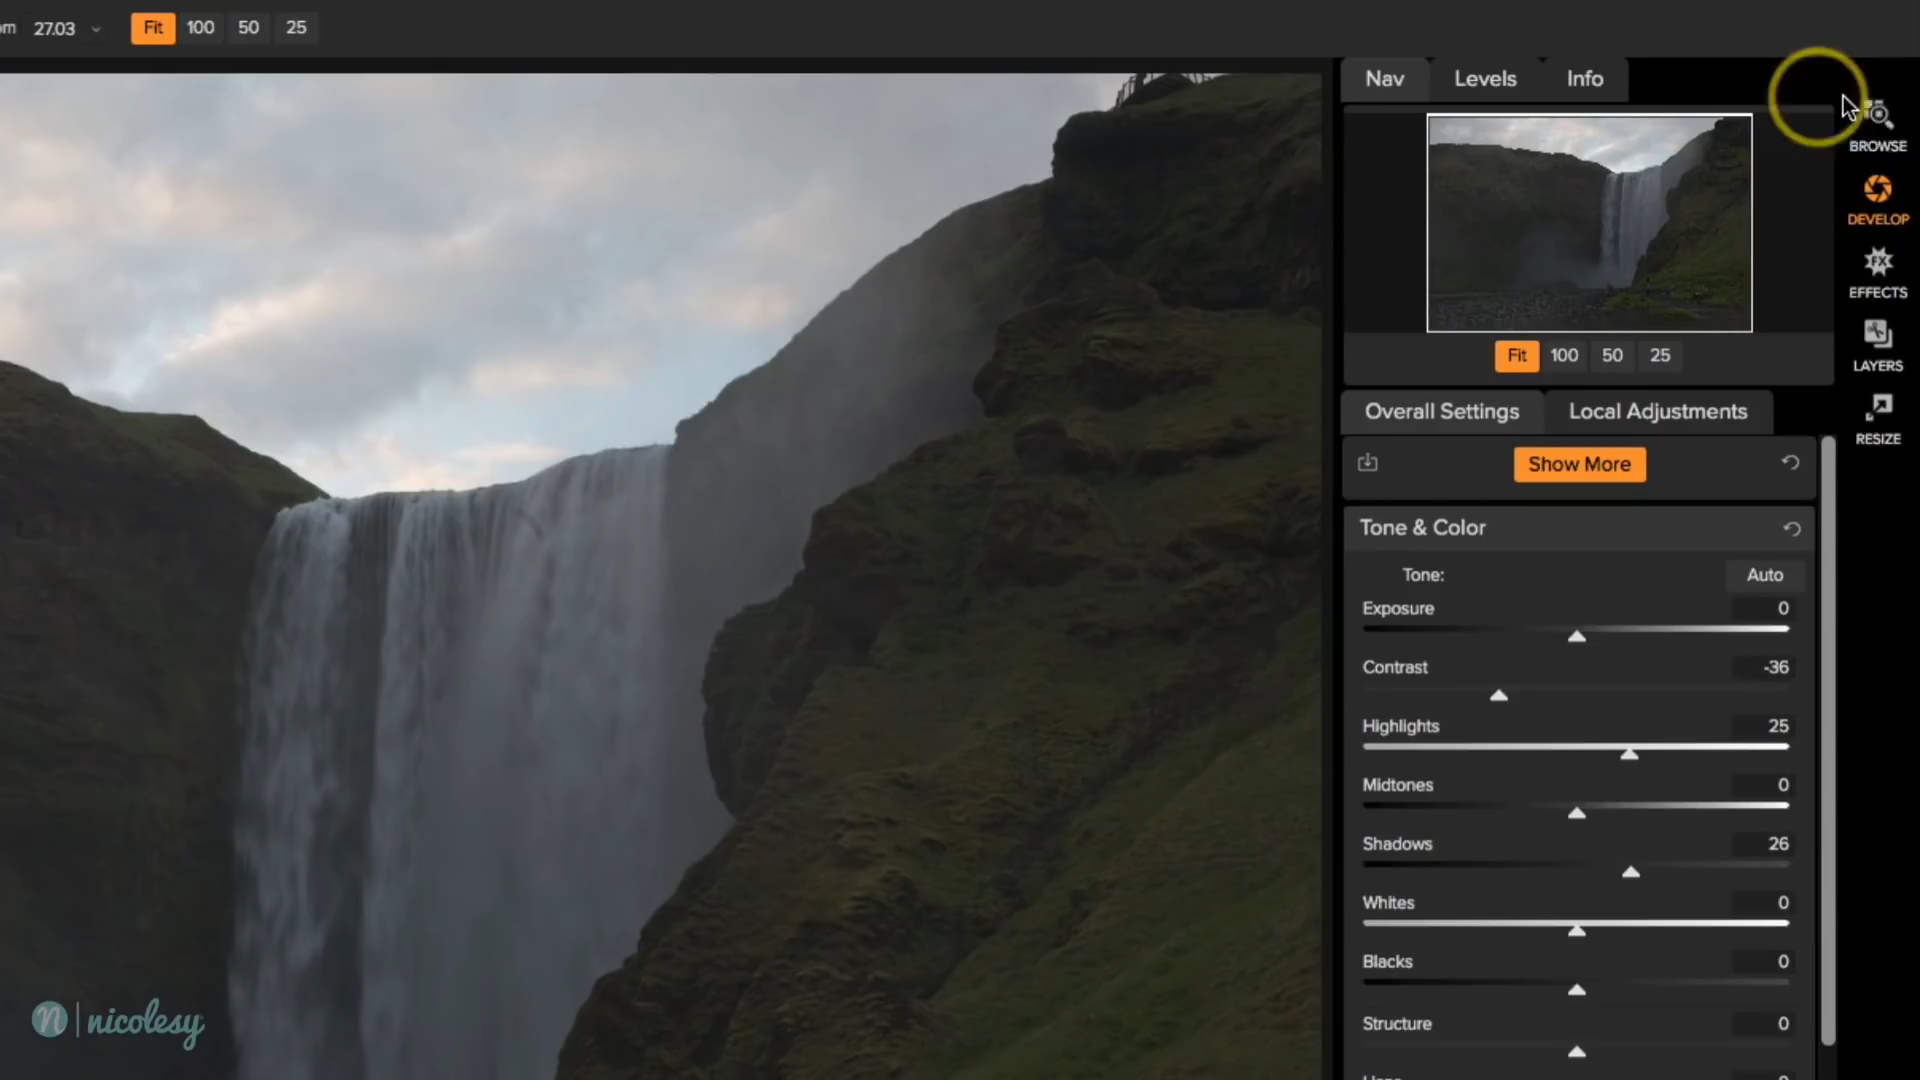 om 27.03 Fit 100 50 25
Nav Levels Info
BROWSE
DEVELOP
FX
EFFECTS
LAYERS
RESIZE
Fit 100 50 25
Overall Settings Local Adjustments
Show More
Tone & Color
Tone: Auto
Exposure 0
Contrast -36
Highlights 25
Midtones 0
Shadows 26
Whites 0
Blacks 0
Structure 0
n | nicolesy